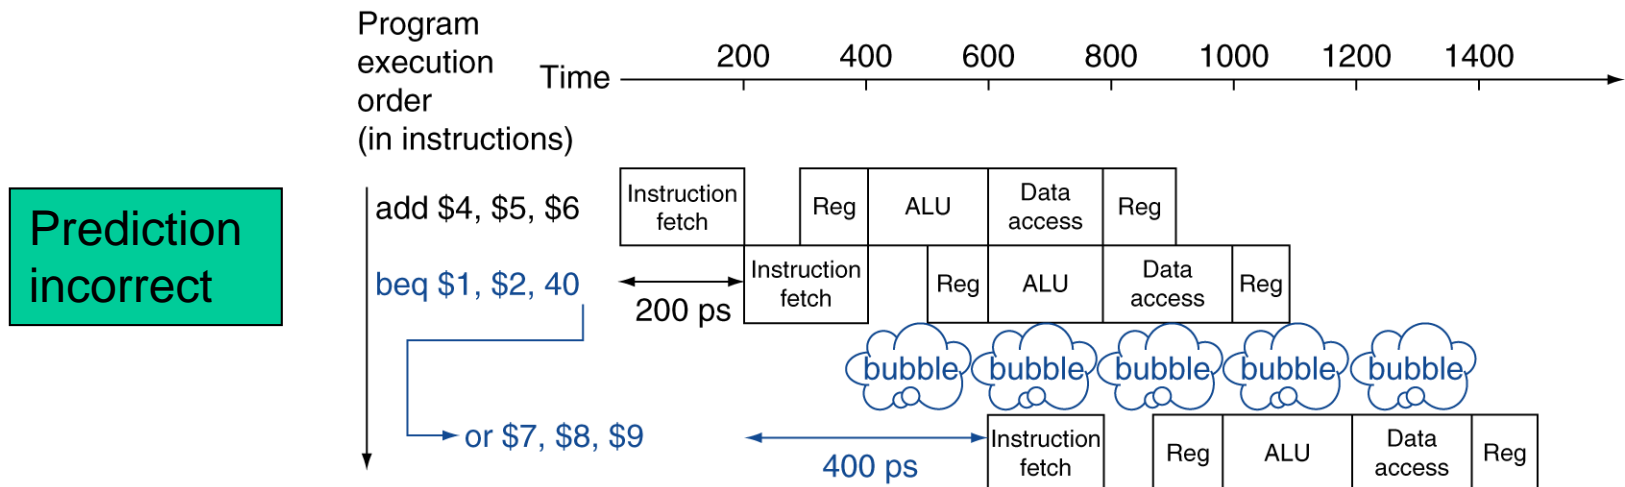 Program
execution
order
(in instructions)
Time
200 400 600 800 1000 1200 1400
Prediction
incorrect
add $4, $5, $6
Instruction
fetch
Reg
ALU
Data
access
Reg
beq $1, $2, 40
200 ps
Instruction
fetch
Reg
ALU
Data
access
Reg
bubble bubble bubble bubble bubble
or $7, $8, $9
400 ps
Instruction
fetch
Reg
ALU
Data
access
Reg